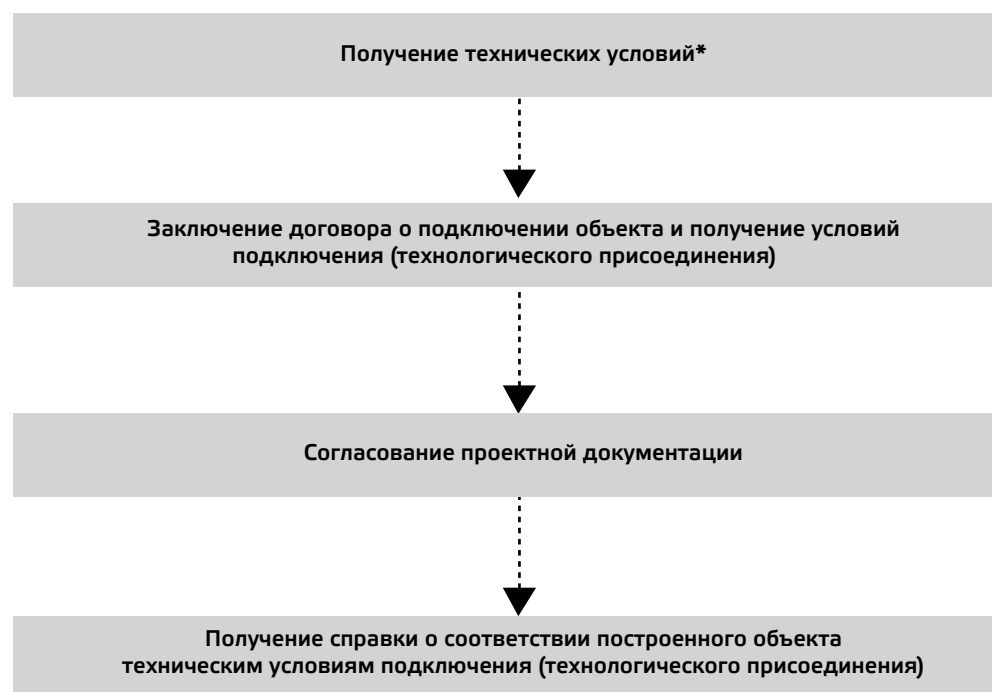 Получение технических условий*
Заключение договора о подключении объекта и получение условий
подключения (технологического присоединения)
Согласование проектной документации
Получение справки о соответствии построенного объекта
техническим условиям подключения (технологического присоединения)